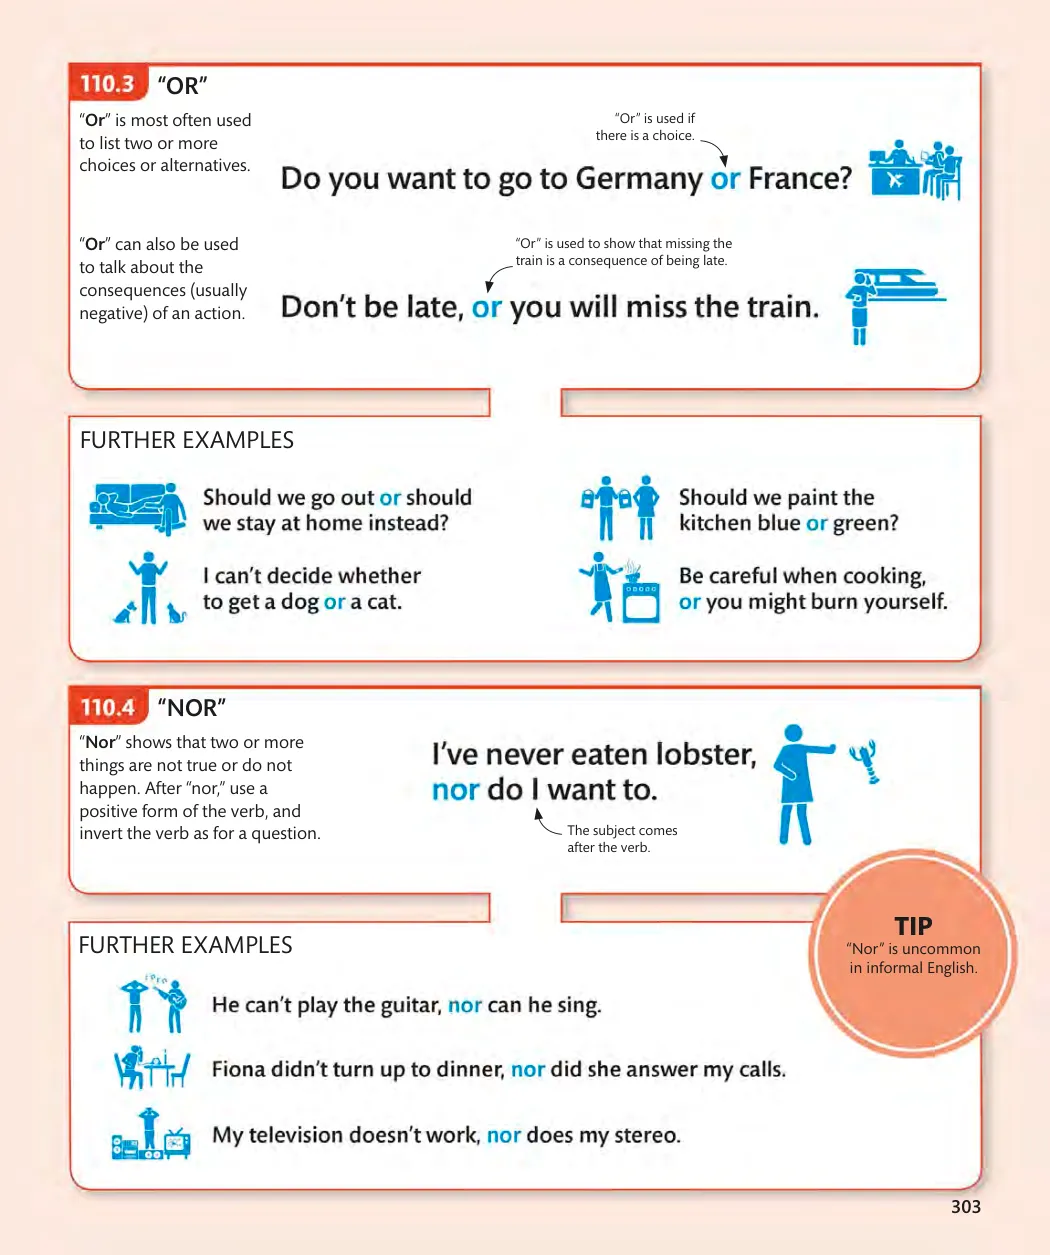 110.3 “OR”
“Or” is most often used
to list two or more
choices or alternatives.
“Or” is used if
there is a choice.
Do you want to go to Germany or France?
“Or” can also be used
to talk about the
consequences (usually
negative) of an action.
“Or” is used to show that missing the
train is a consequence of being late.
Don’t be late, or you will miss the train.
FURTHER EXAMPLES
Should we go out or should
we stay at home instead?
I can’t decide whether
to get a dog or a cat.
Should we paint the
kitchen blue or green?
Be careful when cooking,
or you might burn yourself.
110.4 “NOR”
“Nor” shows that two or more
things are not true or do not
happen. After “nor,” use a
positive form of the verb, and
invert the verb as for a question.
I’ve never eaten lobster,
nor do I want to.
The subject comes
after the verb.
TIP
“Nor” is uncommon
in informal English.
FURTHER EXAMPLES
He can’t play the guitar, nor can he sing.
Fiona didn’t turn up to dinner, nor did she answer my calls.
My television doesn’t work, nor does my stereo.
303